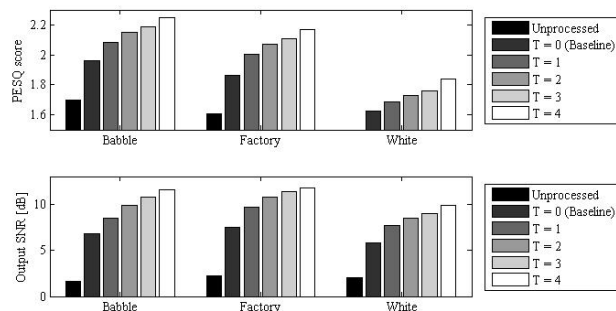 PESQ score
2.2
2
1.8
1.6
Babble
Factory
White
Unprocessed
T = 0 (Baseline)
T = 1
T = 2
T = 3
T = 4
Output SNR [dB]
10
5
0
Babble
Factory
White
Unprocessed
T = 0 (Baseline)
T = 1
T = 2
T = 3
T = 4